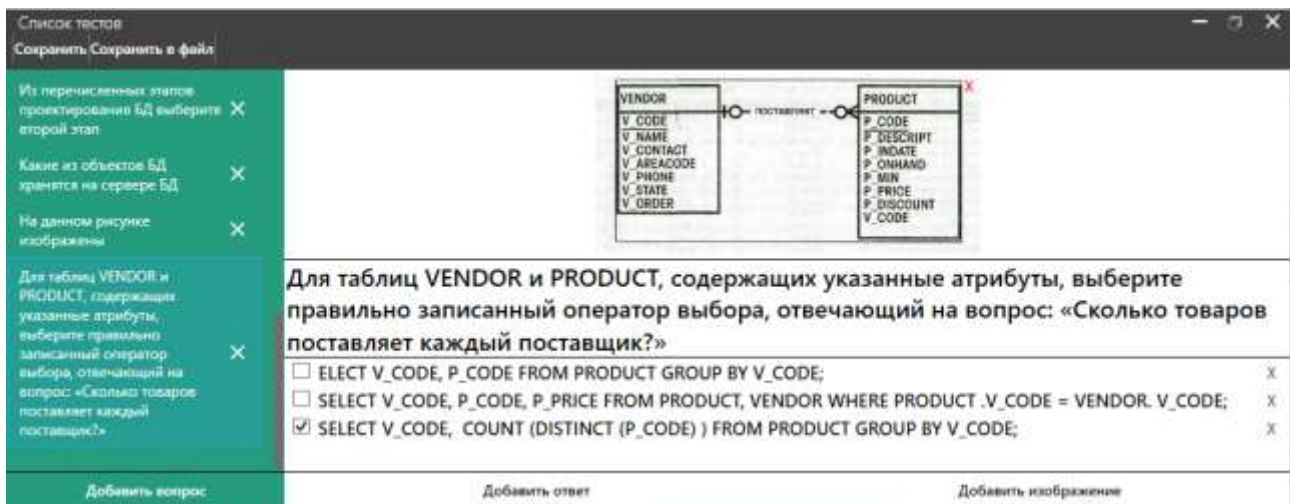 Список тестов
Сохранить Сохранить в файл
Из перечисленных этапов
проектирования БД выберите
второй этап
X
Какие из объектов БД
хранятся на сервере БД
X
На данном рисунке
изображены
X
Для таблиц VENDOR и
PRODUCT, содержащих
указанные атрибуты,
выберите правильно
записанный оператор
выбора, отвечающий на
вопрос: «Сколько товаров
поставляет каждый
поставщик?»
X
Добавить вопрос
VENDOR
V_CODE
V_NAME
V_CONTACT
V_AREACODE
V_PHONE
V_STATE
V_ORDER
поставляет
PRODUCT
P_CODE
P_DESCRIPT
P_INDATE
P_ONHAND
P_MIN
P_PRICE
P_DISCOUNT
V_CODE
X
Для таблиц VENDOR и PRODUCT, содержащих указанные атрибуты, выберите
правильно записанный оператор выбора, отвечающий на вопрос: «Сколько товаров
поставляет каждый поставщик?»
ELECT V_CODE, P_CODE FROM PRODUCT GROUP BY V_CODE; X
SELECT V_CODE, P_CODE, P_PRICE FROM PRODUCT, VENDOR WHERE PRODUCT .V_CODE = VENDOR. V_CODE; X
SELECT V_CODE, COUNT (DISTINCT (P_CODE) ) FROM PRODUCT GROUP BY V_CODE; X
Добавить ответ
Добавить изображение